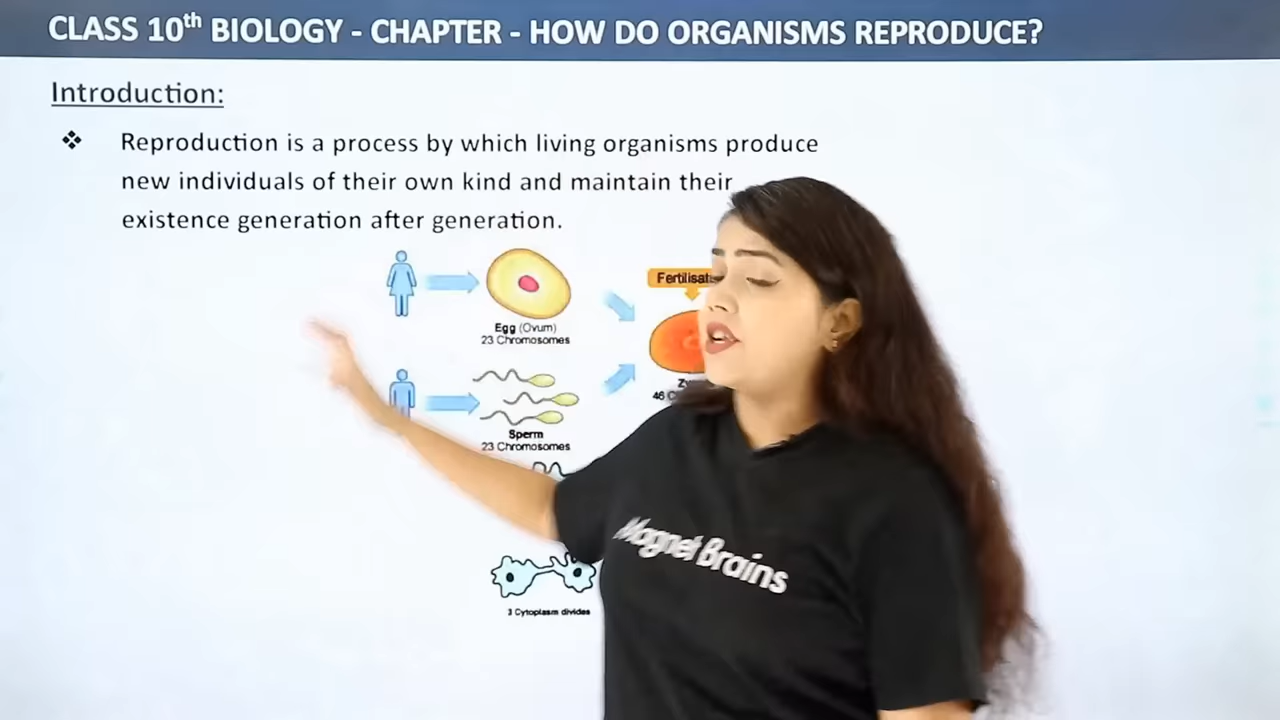 CLASS 10th BIOLOGY - CHAPTER - HOW DO ORGANISMS REPRODUCE?
Introduction:
❖ Reproduction is a process by which living organisms produce
new individuals of their own kind and maintain their
existence generation after generation.
Egg (Ovum)
23 Chromosomes
Sperm
23 Chromosomes
46
3 Cytoplasm divides
Magnet Brains